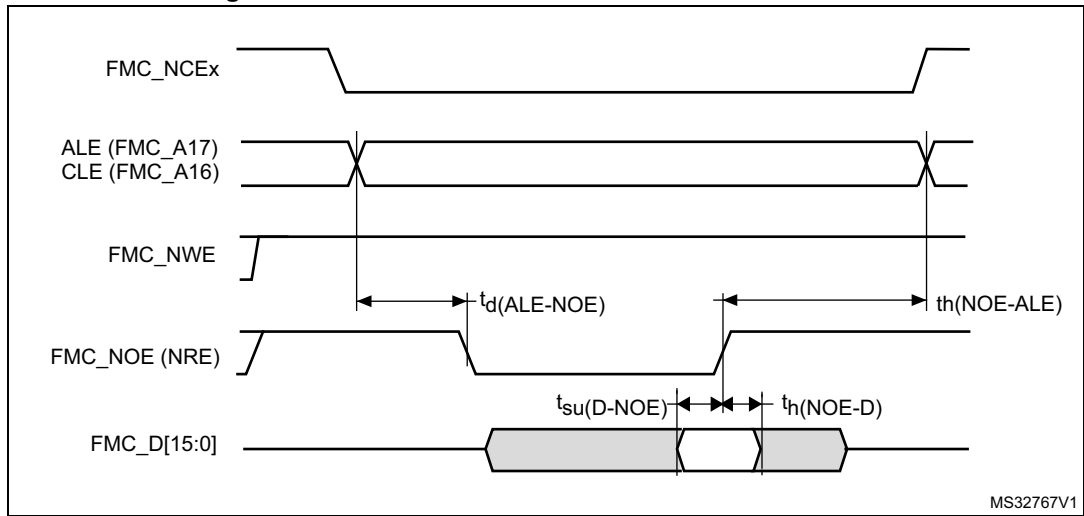 FMC_NCEx
ALE (FMC_A17)
CLE (FMC_A16)
FMC_NWE
td(ALE-NOE)
th(NOE-ALE)
FMC_NOE (NRE)
tsu(D-NOE)
th(NOE-D)
FMC_D[15:0]
MS32767V1